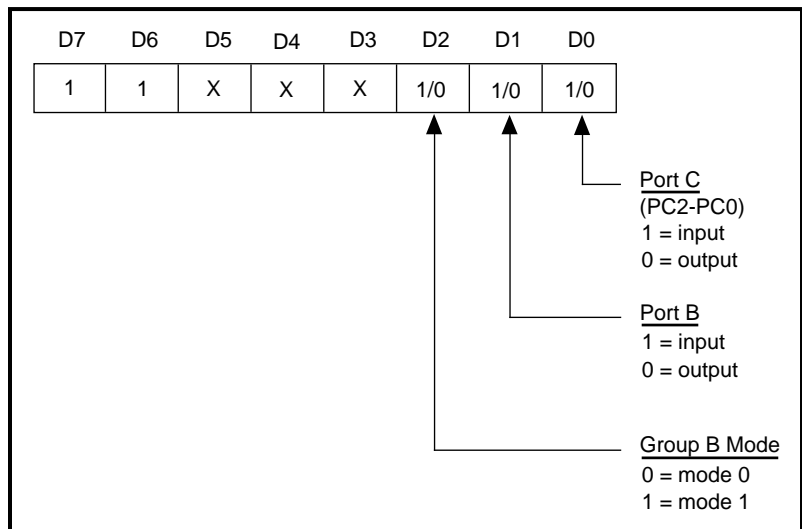 D7 D6 D5 D4 D3 D2 D1 D0
1 1 X X X 1/0 1/0 1/0
Port C
(PC2-PC0)
1 = input
0 = output
Port B
1 = input
0 = output
Group B Mode
0 = mode 0
1 = mode 1